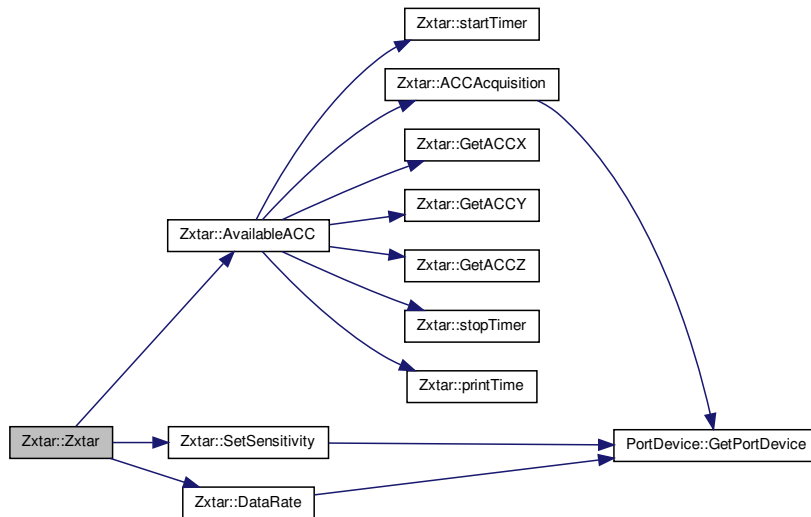 Zxtar::startTimer
Zxtar::ACCAcquisition
Zxtar::GetACCX
Zxtar::GetACCY
Zxtar::AvailableACC
Zxtar::GetACCZ
Zxtar::stopTimer
Zxtar::printTime
Zxtar::Zxtar
Zxtar::SetSensitivity
PortDevice::GetPortDevice
Zxtar::DataRate